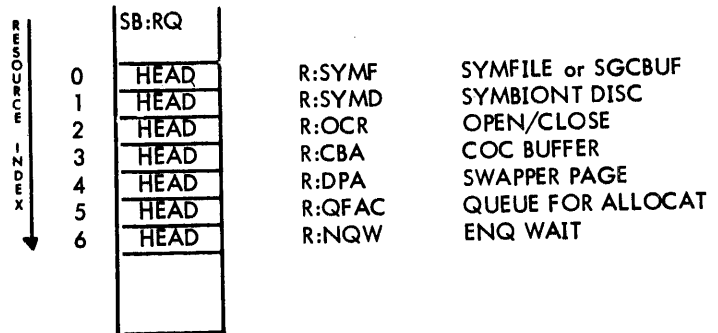 RESOURCE INDEX
SB:RQ
0 HEAD R:SYMF SYMFILE or SGCBUF
1 HEAD R:SYMD SYMBIONT DISC
2 HEAD R:OCR OPEN/CLOSE
3 HEAD R:CBA COC BUFFER
4 HEAD R:DPA SWAPPER PAGE
5 HEAD R:QFAC QUEUE FOR ALLOCAT
6 HEAD R:NQW ENQ WAIT